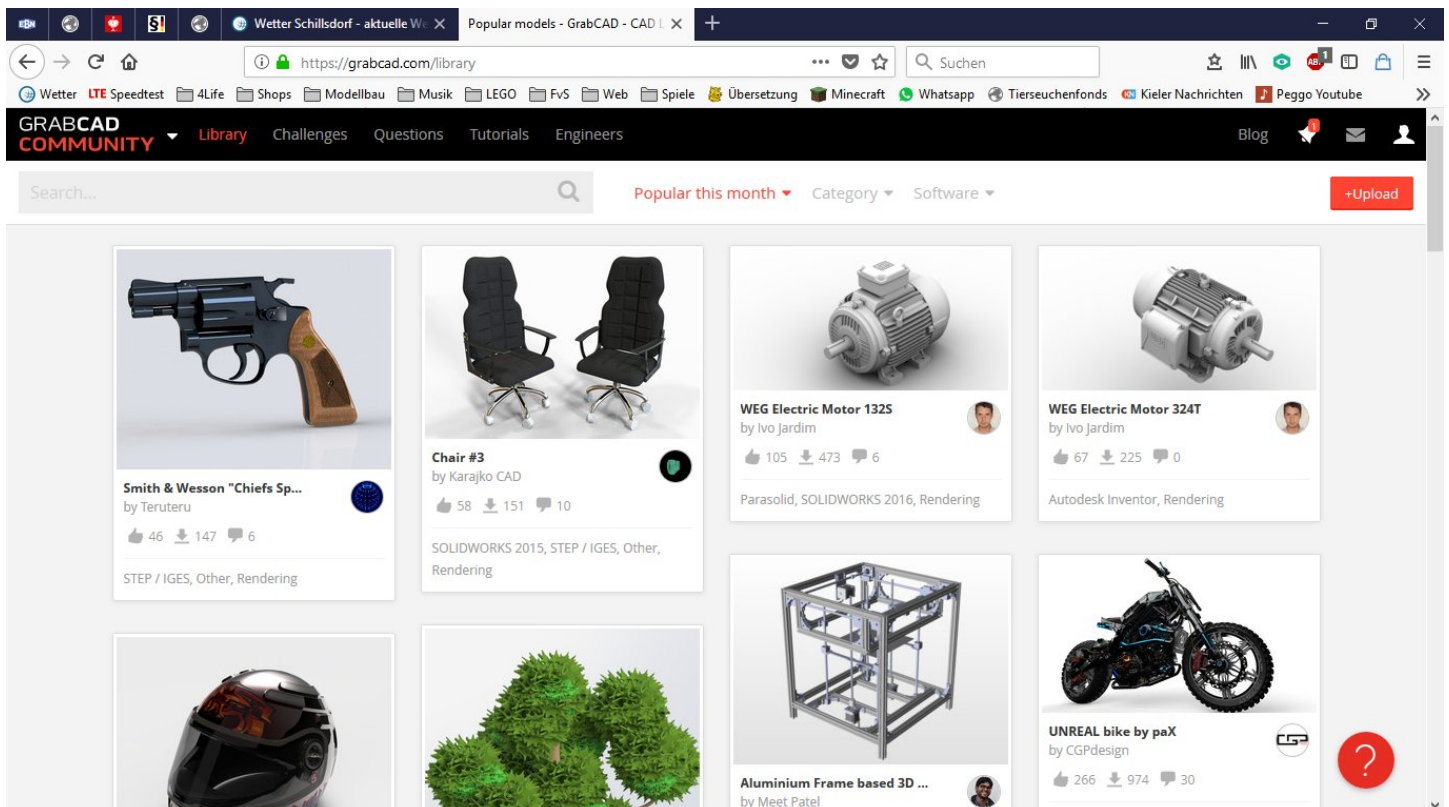 Wetter Schillsdorf - aktuelle We
Popular models - GrabCAD - CAD L
https://grabcad.com/library
Suchen
Wetter LTE Speedtest 4Life Shops Modellbau Musik LEGO FvS Web Spiele Übersetzung Minecraft Whatsapp Tierseuchenfonds KN Kieler Nachrichten Peggo Youtube
GRABCAD
COMMUNITY
Library Challenges Questions Tutorials Engineers
Blog
1
Search...
Popular this month Category Software
+Upload
Smith & Wesson "Chiefs Sp...
by Teruteru
46 147 6
STEP / IGES, Other, Rendering
Chair #3
by Karajko CAD
58 151 10
SOLIDWORKS 2015, STEP / IGES, Other,
Rendering
WEG Electric Motor 132S
by Ivo Jardim
105 473 6
Parasolid, SOLIDWORKS 2016, Rendering
WEG Electric Motor 324T
by Ivo Jardim
67 225 0
Autodesk Inventor, Rendering
Aluminium Frame based 3D ...
by Meet Patel
UNREAL bike by paX
by CGPdesign
CGP
266 974 30
?